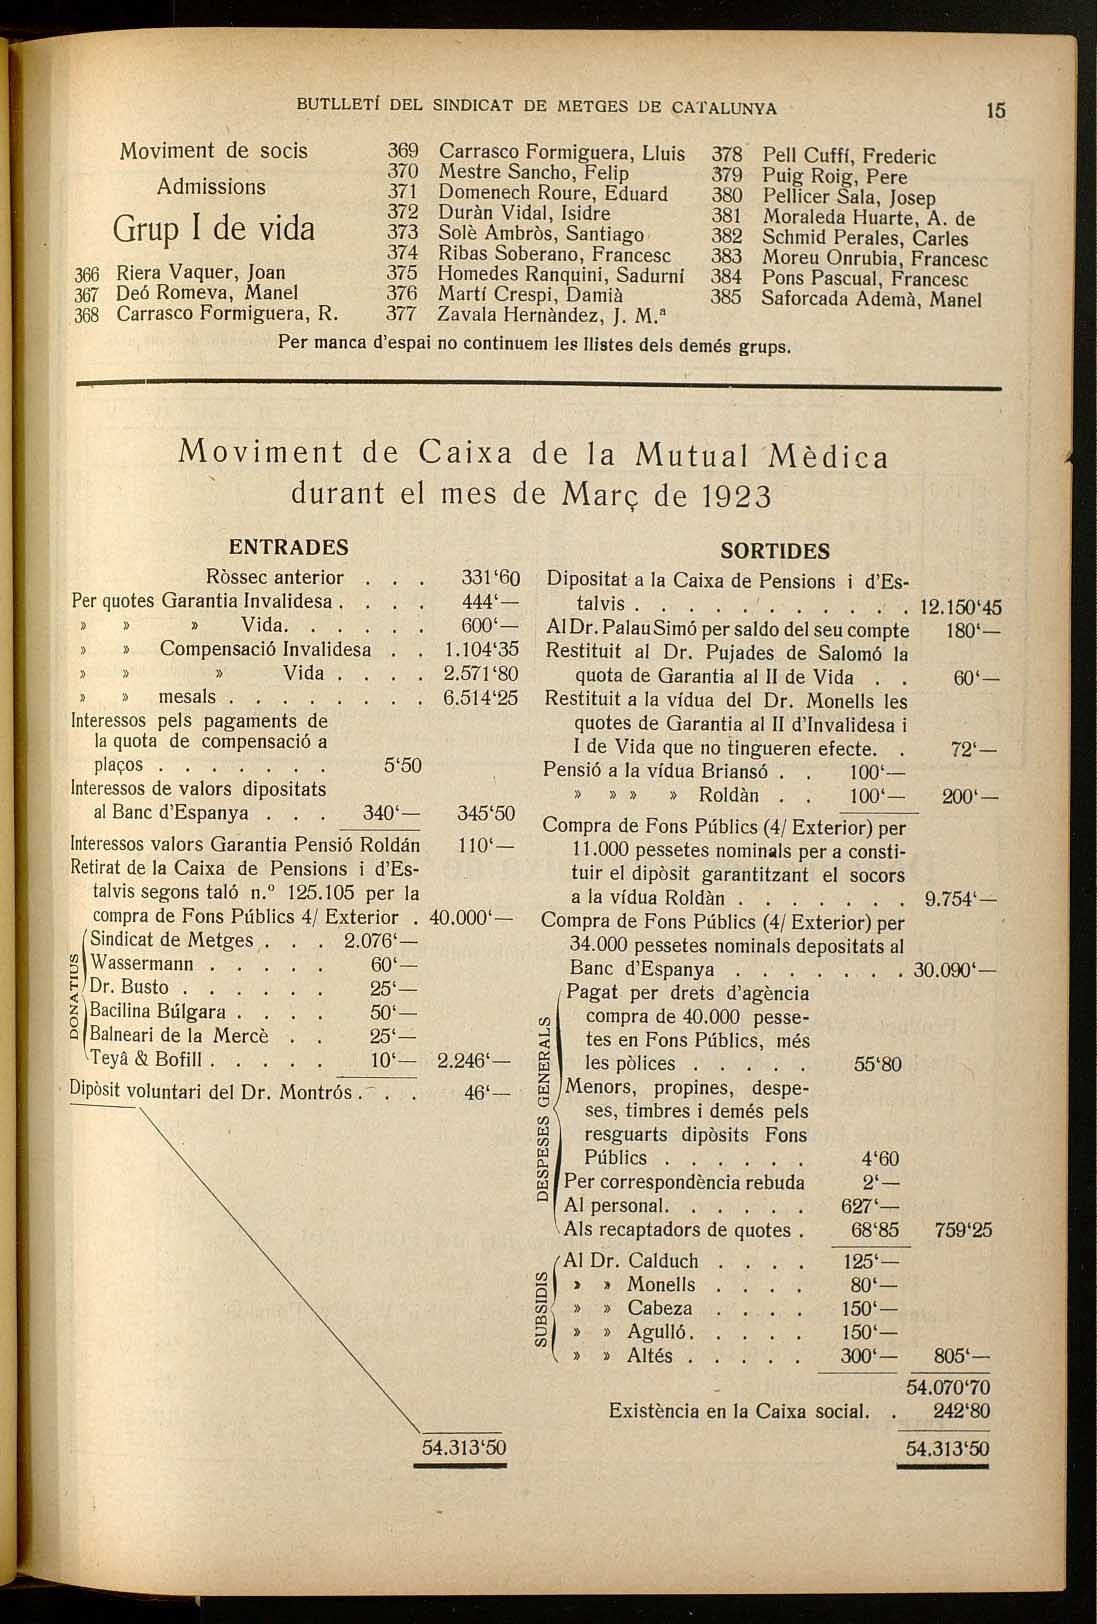 BUTLLETÍ DEL SINDICAT DE METGES DE CATALUNYA 15
Moviment de socis
Admissions
Grup I de vida
366 Riera Vaquer, Joan
367 Deó Romeva, Manel
368 Carrasco Formiguera, R.
369 Carrasco Formiguera, Lluis
370 Mestre Sancho, Felip
371 Domenech Roure, Eduard
372 Duràn Vidal, Isidre
373 Solè Ambròs, Santiago
374 Ribas Soberano, Francesc
375 Homedes Ranquini, Sadurní
376 Martí Crespi, Damià
377 Zavala Hernàndez, J. M.ª
378 Pell Cuffí, Frederic
379 Puig Roig, Pere
380 Pellicer Sala, Josep
381 Moraleda Huarte, A. de
382 Schmid Perales, Carles
383 Moreu Onrubia, Francesc
384 Pons Pascual, Francesc
385 Saforcada Ademà, Manel
Per manca d'espai no continuem les llistes dels demés grups.
Moviment de Caixa de la Mutual Mèdica
durant el mes de Març de 1923
ENTRADES
Ròssec anterior . . . 331‘60
Per quotes Garantia Invalidesa . . . . 444‘—
» » » Vida. . . . . . 600‘—
» » Compensació Invalidesa . . 1.104‘35
» » » Vida . . . . 2.571‘80
» » mesals . . . . . . . . 6.514‘25
Interessos pels pagaments de
la quota de compensació a
plaços . . . . . . . 5‘50
Interessos de valors dipositats
al Banc d'Espanya . . . 340‘— 345‘50
Interessos valors Garantia Pensió Roldán 110‘—
Retirat de la Caixa de Pensions i d'Es-
talvis segons taló n.º 125.105 per la
compra de Fons Públics 4/ Exterior . 40.000‘—
DONATIUS
Sindicat de Metges . . . 2.076‘—
Wassermann . . . . . 60‘—
Dr. Busto . . . . . . 25‘—
Bacilina Búlgara . . . . 50‘—
Balneari de la Mercè . . 25‘—
Teyâ & Bofill . . . . . 10‘— 2.246‘—
Dipòsit voluntari del Dr. Montrós . . . 46‘—
54.313‘50
SORTIDES
Dipositat a la Caixa de Pensions i d'Es-
talvis . . . . . . . . . . . 12.150‘45
Al Dr. Palau Simó per saldo del seu compte 180‘—
Restituit al Dr. Pujades de Salomó la
quota de Garantia al II de Vida . . 60‘—
Restituit a la vídua del Dr. Monells les
quotes de Garantia al II d'Invalidesa i
I de Vida que no tingueren efecte. . 72‘—
Pensió a la vídua Briansó . . 100‘—
» » » » Roldàn . . 100‘— 200‘—
Compra de Fons Públics (4/ Exterior) per
11.000 pessetes nominals per a consti-
tuir el dipòsit garantitzant el socors
a la vídua Roldàn . . . . . . . 9.754‘—
Compra de Fons Públics (4/ Exterior) per
34.000 pessetes nominals depositats al
Banc d'Espanya . . . . . . . 30.090‘—
DESPESES GENERALS
Pagat per drets d'agència
compra de 40.000 pesse-
tes en Fons Públics, més
les pòlices . . . . . 55‘80
Menors, propines, despe-
ses, timbres i demés pels
resguarts dipòsits Fons
Públics . . . . . . 4‘60
Per correspondència rebuda 2‘—
Al personal. . . . . . 627‘—
Als recaptadors de quotes . 68‘85 759‘25
SUBSIDIS
Al Dr. Calduch . . . . 125‘—
» » Monells . . . . 80‘—
» » Cabeza . . . . 150‘—
» » Agulló. . . . . 150‘—
» » Altés . . . . . 300‘— 805‘—
54.070‘70
Existència en la Caixa social. . 242‘80
54.313‘50